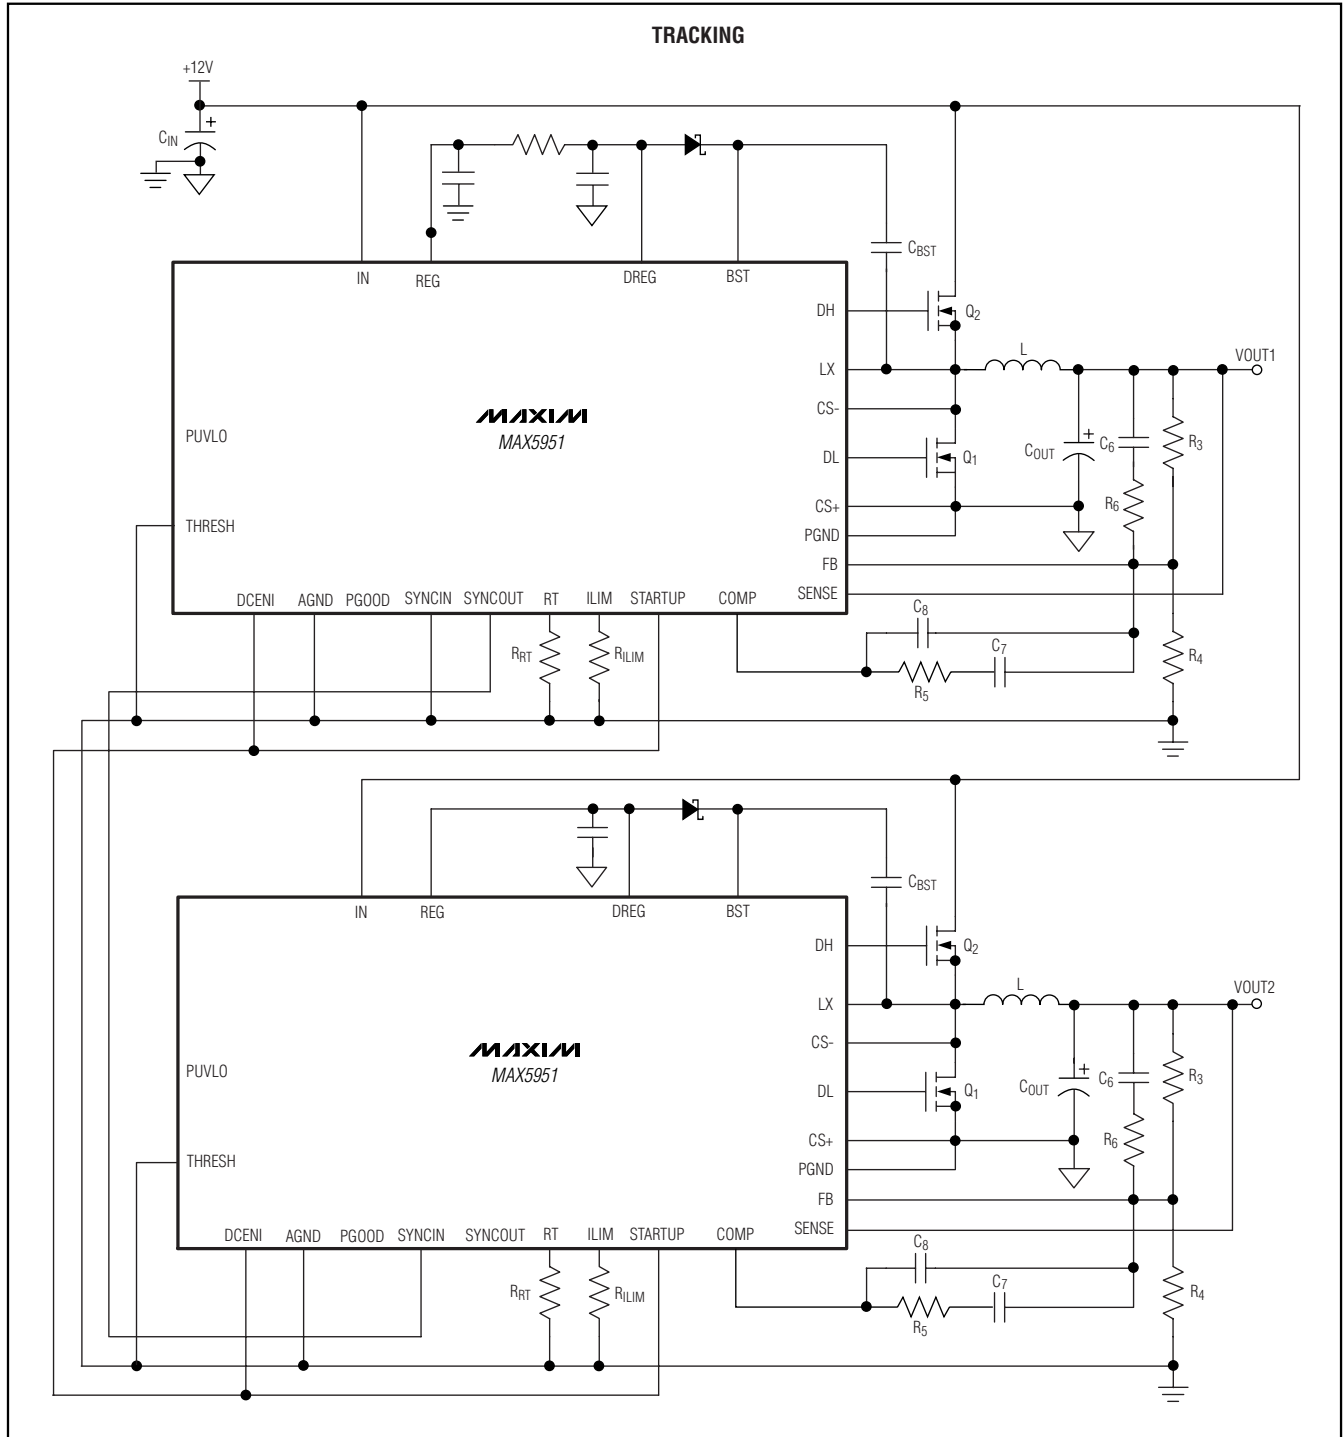 TRACKING
+12V
CIN
CBST
IN
REG
DREG
BST
DH
Q2
L
VOUT1
LX
MAXIM
MAX5951
CS-
PUVLO
DL
Q1
COUT
C6
R3
CS+
R6
THRESH
PGND
FB
DCENI
AGND
PGOOD
SYNCIN
SYNCOUT
RT
ILIM
STARTUP
COMP
SENSE
C8
RRT
RILIM
C7
R4
R5
CBST
IN
REG
DREG
BST
DH
Q2
L
VOUT2
LX
MAXIM
MAX5951
CS-
PUVLO
DL
Q1
COUT
C6
R3
CS+
R6
THRESH
PGND
FB
DCENI
AGND
PGOOD
SYNCIN
SYNCOUT
RT
ILIM
STARTUP
COMP
SENSE
C8
RRT
RILIM
C7
R4
R5